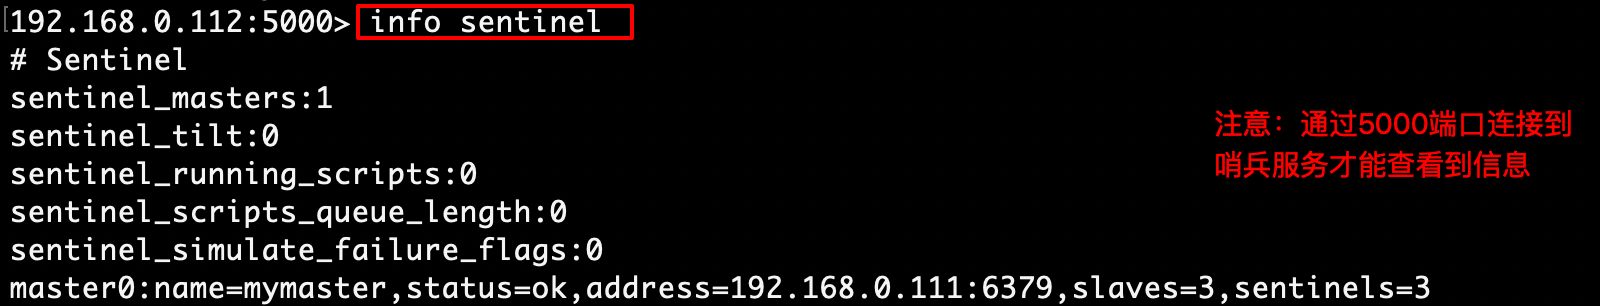 192.168.0.112:5000> info sentinel
# Sentinel
sentinel_masters:1
sentinel_tilt:0
sentinel_running_scripts:0
sentinel_scripts_queue_length:0
sentinel_simulate_failure_flags:0
master0:name=mymaster,status=ok,address=192.168.0.111:6379,slaves=3,sentinels=3
注意：通过5000端口连接到
哨兵服务才能查看到信息